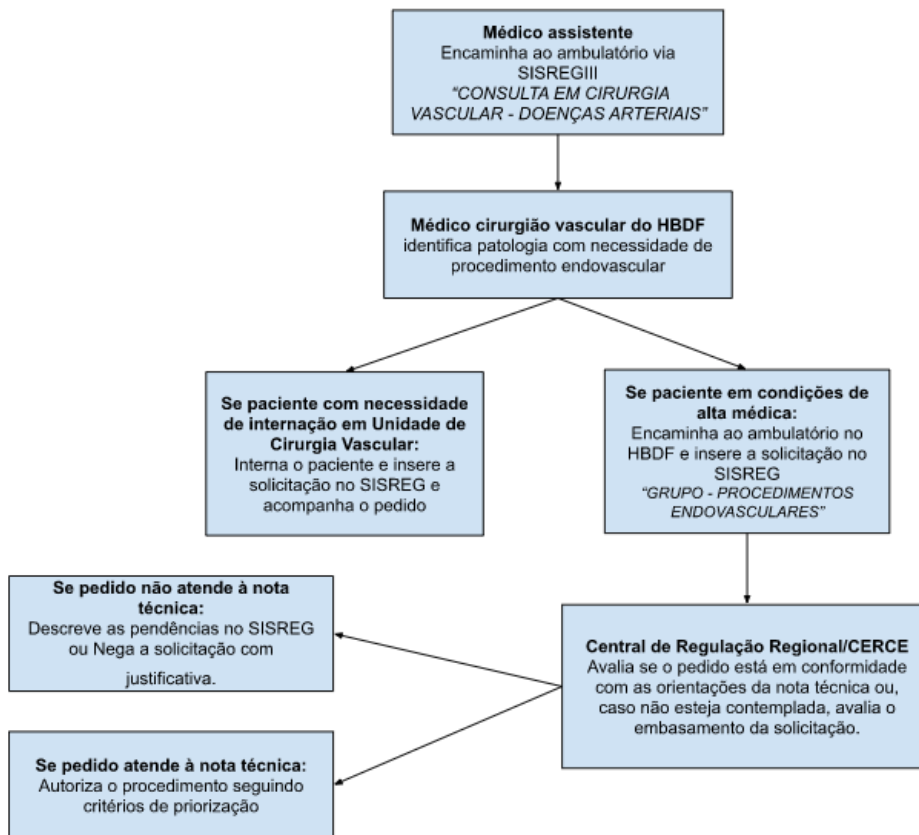 Médico assistente
Encaminha ao ambulatório via
SISREGIII
“CONSULTA EM CIRURGIA
VASCULAR - DOENÇAS ARTERIAIS”
Médico cirurgião vascular do HBDF
identifica patologia com necessidade de
procedimento endovascular
Se paciente com necessidade
de internação em Unidade de
Cirurgia Vascular:
Interna o paciente e insere a
solicitação no SISREG e
acompanha o pedido
Se paciente em condições de
alta médica:
Encaminha ao ambulatório no
HBDF e insere a solicitação no
SISREG
“GRUPO - PROCEDIMENTOS
ENDOVASCULARES”
Se pedido não atende à nota
técnica:
Descreve as pendências no SISREG
ou Nega a solicitação com
justificativa.
Central de Regulação Regional/CERCE
Avalia se o pedido está em conformidade
com as orientações da nota técnica ou,
caso não esteja contemplada, avalia o
embasamento da solicitação.
Se pedido atende à nota técnica:
Autoriza o procedimento seguindo
critérios de priorização